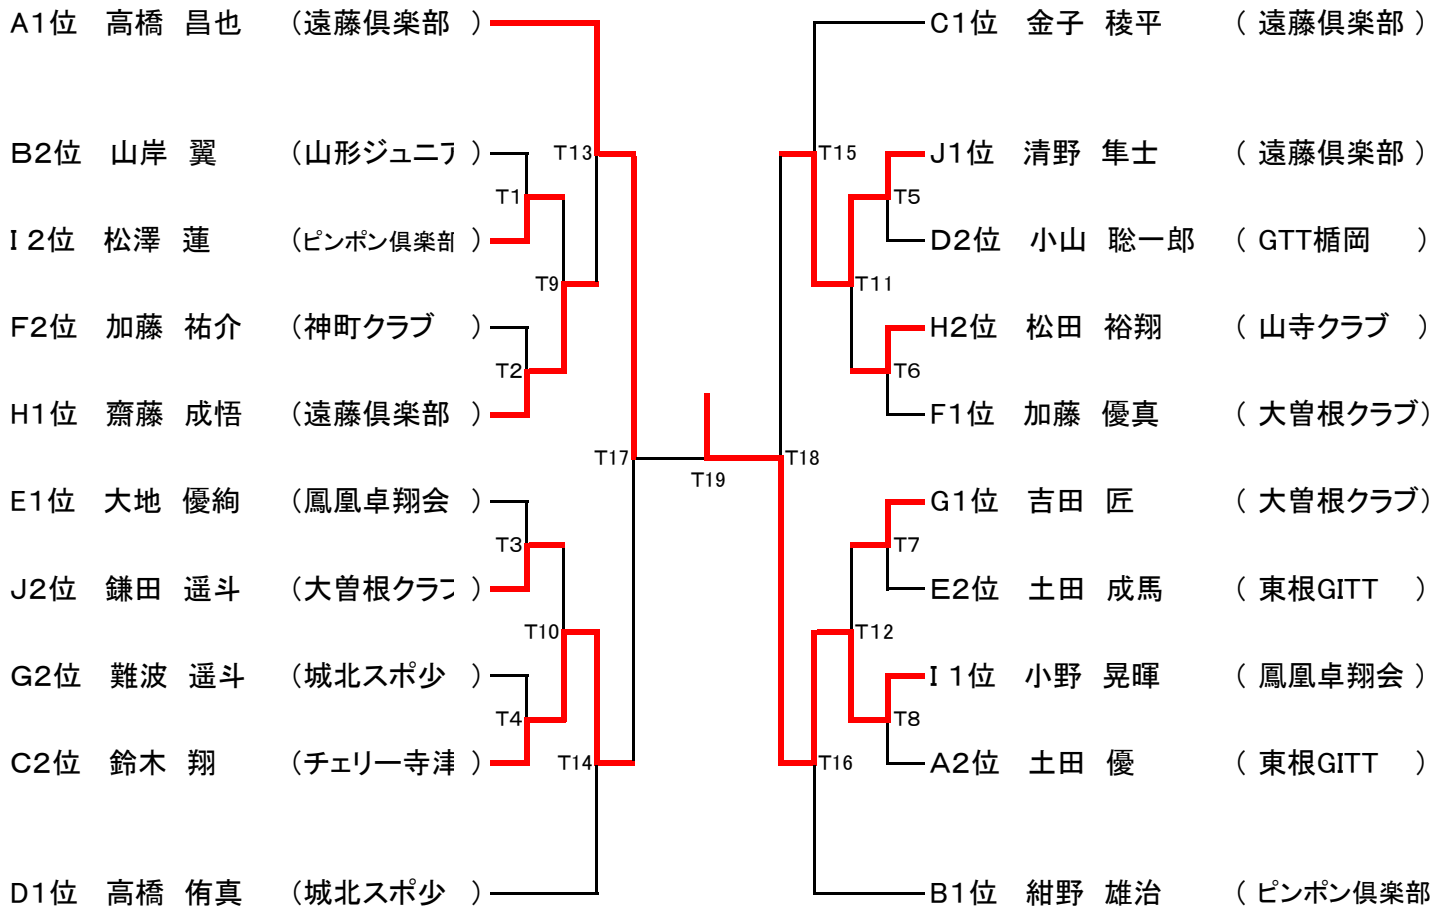 A1位 高橋 昌也 (遠藤倶楽部 )
B2位 山岸 翼 (山形ジュニア )
I 2位 松澤 蓮 (ピンポン倶楽部 )
F2位 加藤 祐介 (神町クラブ )
H1位 齋藤 成悟 (遠藤倶楽部 )
E1位 大地 優絢 (鳳凰卓翔会 )
J2位 鎌田 遥斗 (大曽根クラブ )
G2位 難波 遥斗 (城北スポ少 )
C2位 鈴木 翔 (チェリー寺津 )
D1位 高橋 侑真 (城北スポ少 )
T1
T2
T3
T4
T9
T10
T13
T14
T17
T19
T18
T15
T16
T11
T12
T5
T6
T7
T8
C1位 金子 稜平 ( 遠藤倶楽部 )
J1位 清野 隼士 ( 遠藤倶楽部 )
D2位 小山 聡一郎 ( GTT楯岡 )
H2位 松田 裕翔 ( 山寺クラブ )
F1位 加藤 優真 ( 大曽根クラブ)
G1位 吉田 匠 ( 大曽根クラブ)
E2位 土田 成馬 ( 東根GITT )
I 1位 小野 晃暉 ( 鳳凰卓翔会 )
A2位 土田 優 ( 東根GITT )
B1位 紺野 雄治 ( ピンポン倶楽部